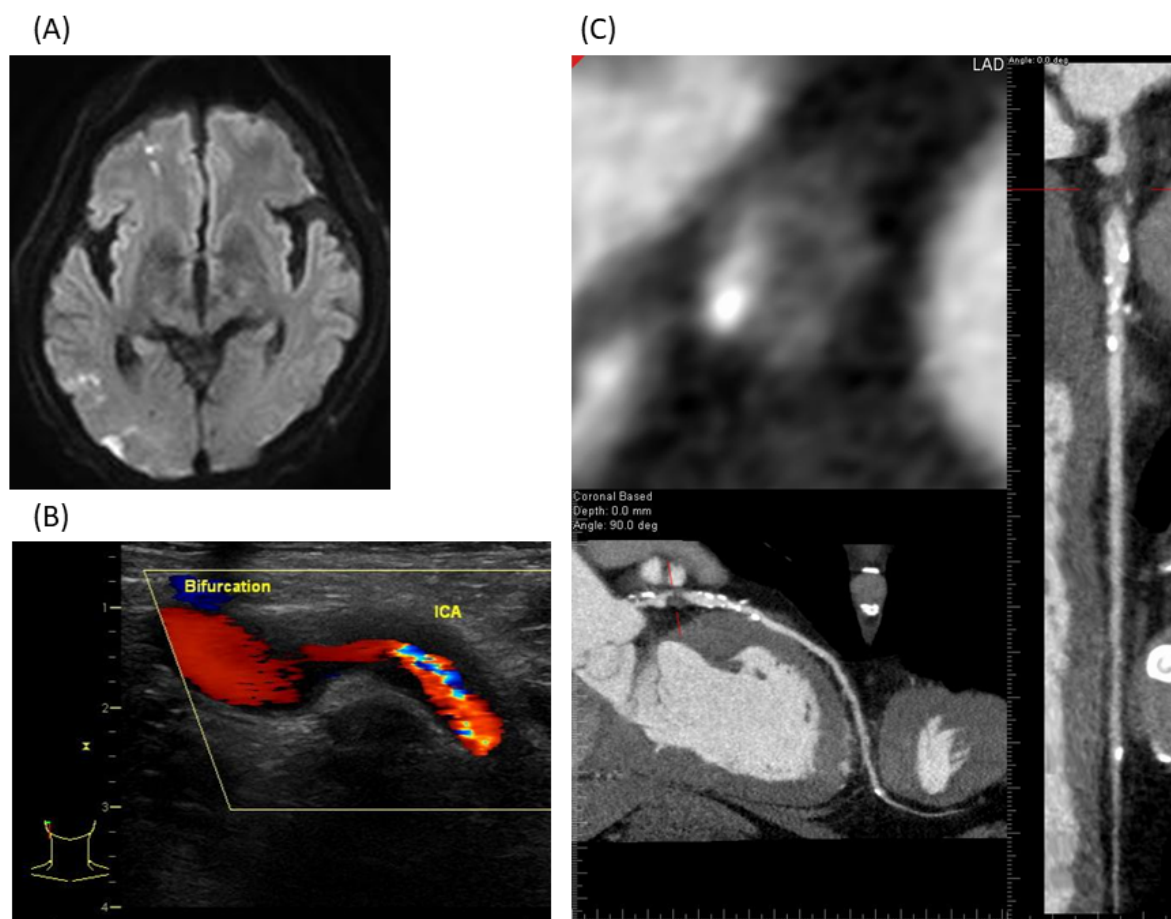 (A)
(B)
Bifurcation
ICA
1
2
3
4
(C)
LAD
Angle: 0.0 deg
Coronal Based
Depth: 0.0 mm
Angle: 90.0 deg